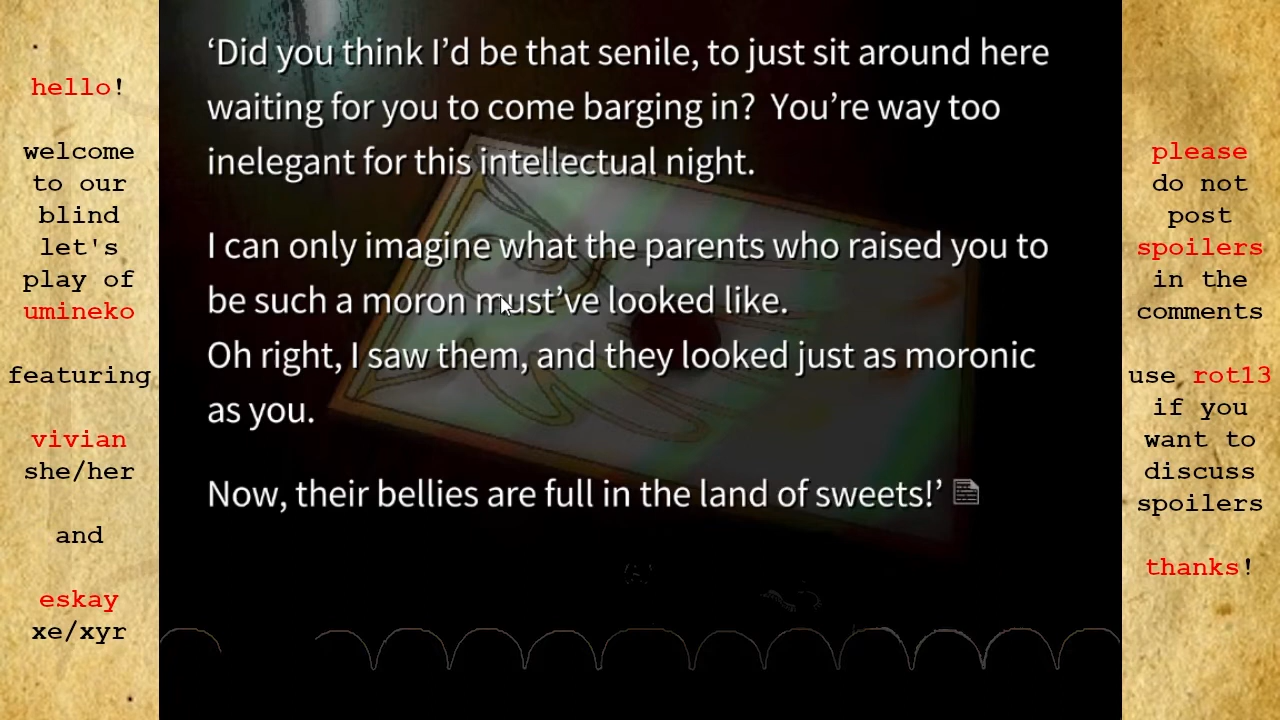 hello!
welcome
to our
blind
let's
play of
umineko
featuring
vivian
she/her
and
eskay
xe/xyr
‘Did you think I’d be that senile, to just sit around here
waiting for you to come barging in?  You’re way too
inelegant for this intellectual night.
I can only imagine what the parents who raised you to
be such a moron must’ve looked like.
Oh right, I saw them, and they looked just as moronic
as you.
Now, their bellies are full in the land of sweets!’
please
do not
post
spoilers
in the
comments
use rot13
if you
want to
discuss
spoilers
thanks!